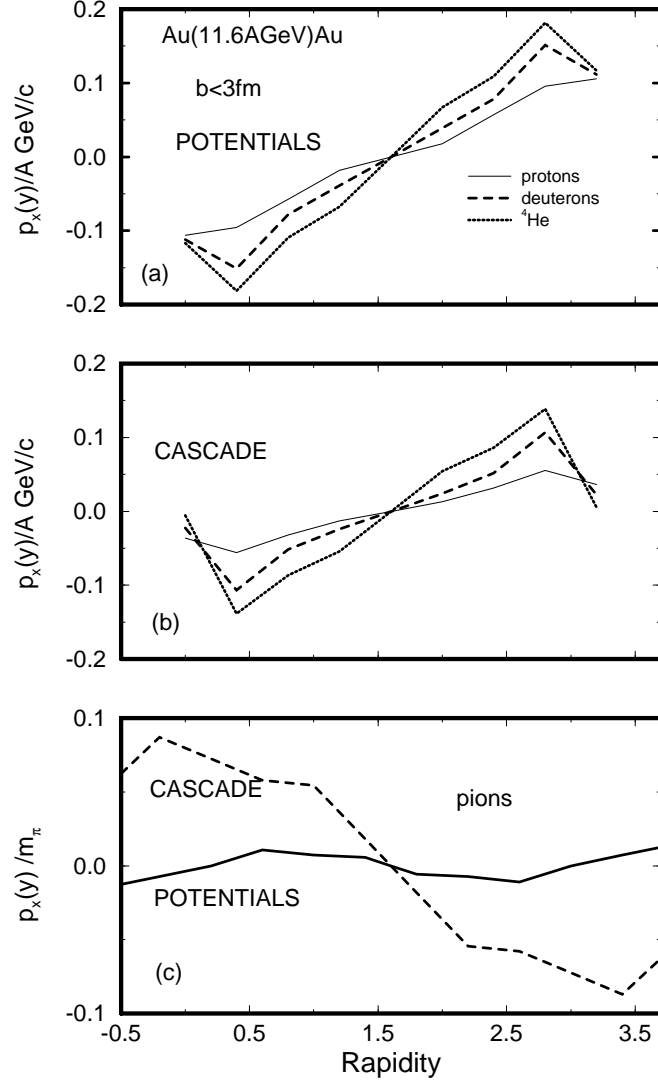 Au(11.6AGeV)Au
b<3fm
POTENTIALS
protons
deuterons
⁴He
(a)
pₓ(y)/A GeV/c
0.2
0.1
0.0
-0.1
-0.2
CASCADE
(b)
pₓ(y)/A GeV/c
0.2
0.1
0.0
-0.1
-0.2
CASCADE
pions
POTENTIALS
(c)
pₓ(y) /m_π
0.1
0.0
-0.1
-0.5 0.5 1.5 2.5 3.5
Rapidity